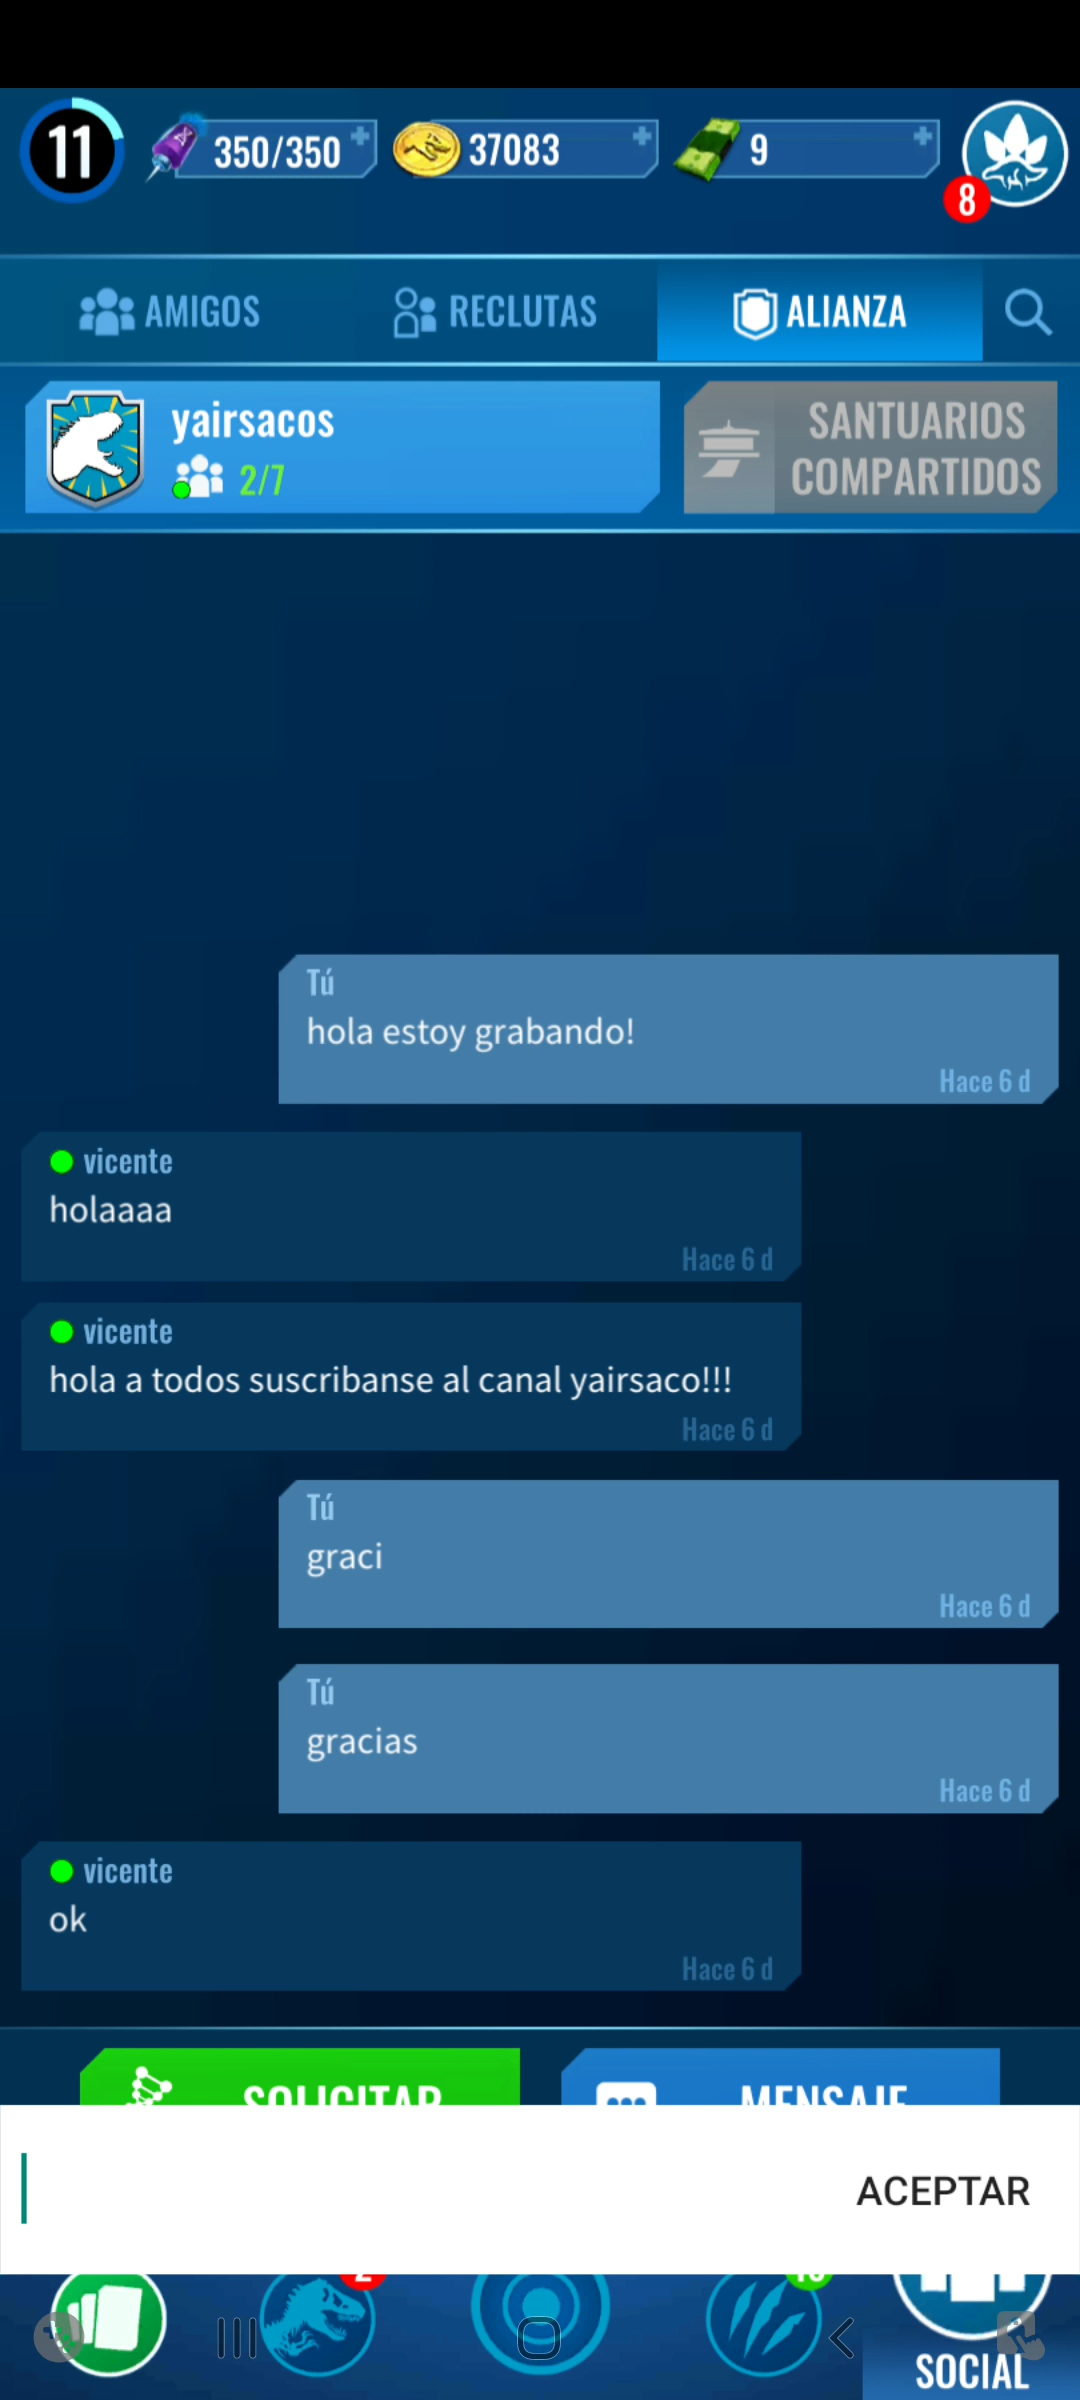 11
350/350
37083
9
8
AMIGOS
RECLUTAS
ALIANZA
yairsacos
2/7
SANTUARIOS
COMPARTIDOS
Tú
hola estoy grabando!
Hace 6 d
vicente
holaaaa
Hace 6 d
vicente
hola a todos suscribanse al canal yairsaco!!!
Hace 6 d
Tú
graci
Hace 6 d
Tú
gracias
Hace 6 d
vicente
ok
Hace 6 d
SOLICITAR
MENSAJE
ACEPTAR
SOCIAL